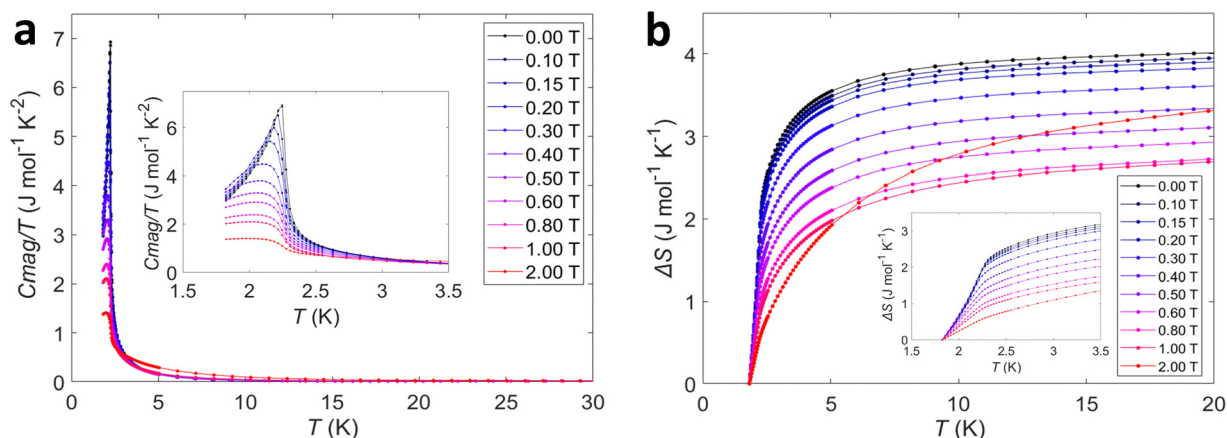 a
Cmag/T (J mol⁻¹ K⁻²)
7
6
5
4
3
2
1
0
0 5 10 15 20 25 30
T (K)
0.00 T
0.10 T
0.15 T
0.20 T
0.30 T
0.40 T
0.50 T
0.60 T
0.80 T
1.00 T
2.00 T
Cmag/T (J mol⁻¹ K⁻²)
6
4
2
0
1.5 2 2.5 3 3.5
T (K)
b
ΔS (J mol⁻¹ K⁻¹)
4
3
2
1
0
0 5 10 15 20
T (K)
0.00 T
0.10 T
0.15 T
0.20 T
0.30 T
0.40 T
0.50 T
0.60 T
0.80 T
1.00 T
2.00 T
ΔS (J mol⁻¹ K⁻¹)
3
2
1
0
1.5 2 2.5 3 3.5
T (K)